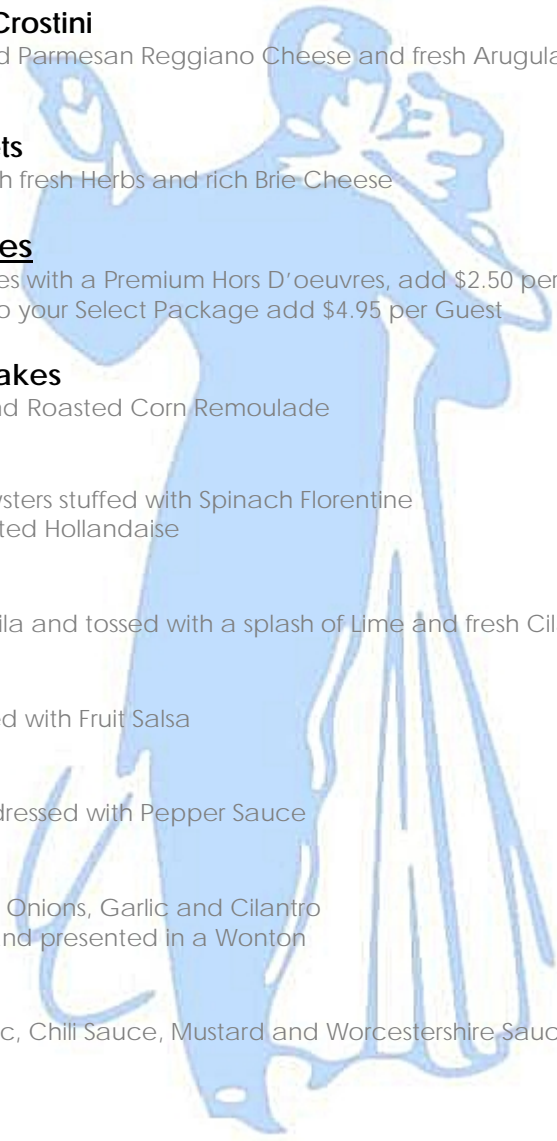 Crostini
d Parmesan Reggiano Cheese and fresh Arugula
ts
h fresh Herbs and rich Brie Cheese
es
es with a Premium Hors D'oeuvres, add $2.50 per
o your Select Package add $4.95 per Guest
akes
nd Roasted Corn Remoulade
ysters stuffed with Spinach Florentine
ted Hollandaise
ila and tossed with a splash of Lime and fresh Cil
ed with Fruit Salsa
dressed with Pepper Sauce
Onions, Garlic and Cilantro
nd presented in a Wonton
c, Chili Sauce, Mustard and Worcestershire Sauc